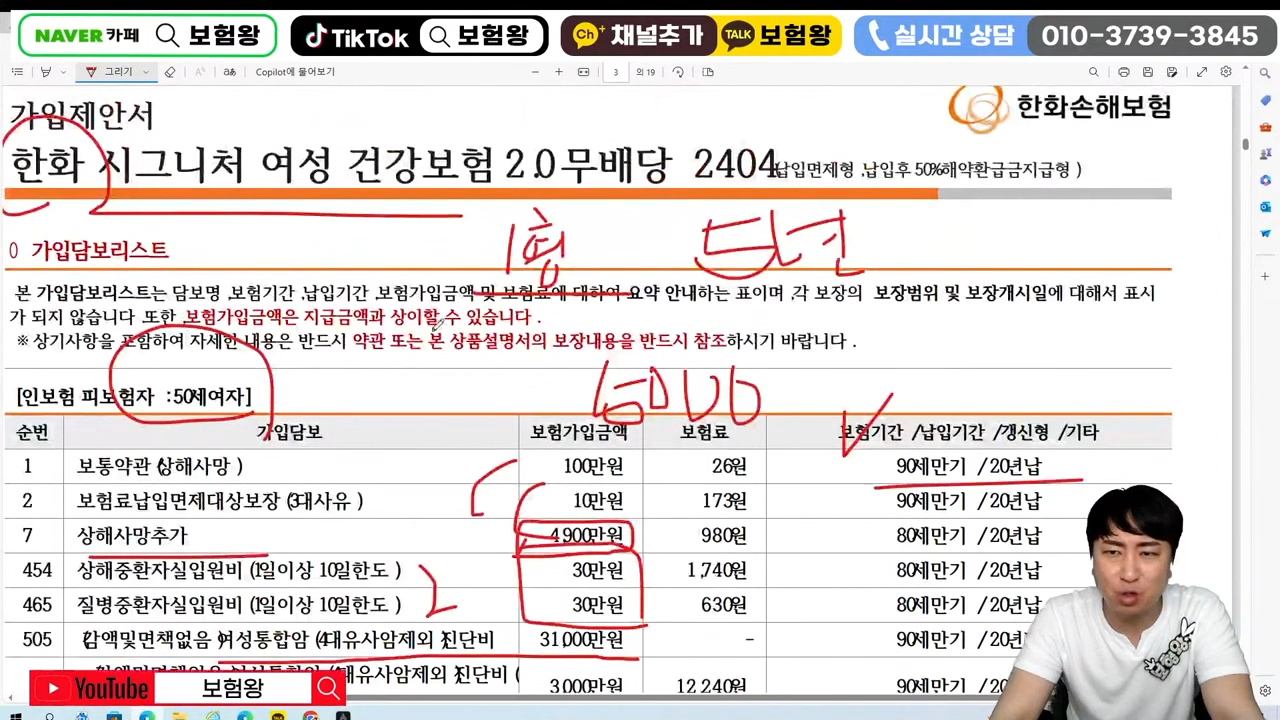 NAVER 카페 보험왕 TikTok 보험왕 Ch+ 채널추가 TALK 보험왕 실시간 상담 010-3739-3845
그리기 aあ Copilot에 물어보기 3 의 19
가입제안서
한화손해보험
한화 시그니처 여성 건강보험 2.0 무배당 2404 납입면제형 ,납입후 50%해약환급금지급형 )
1형 5년
0 가입담보리스트
본 가입담보리스트는 담보명 ,보험기간 ,납입기간 ,보험가입금액 및 보험료에 대하여 요약 안내하는 표이며 ,각 보장의 보장범위 및 보장개시일에 대해서 표시
가 되지 않습니다 또한 ,보험가입금액은 지급금액과 상이할 수 있습니다 .
※ 상기사항을 포함하여 자세한 내용은 반드시 약관 또는 본 상품설명서의 보장내용을 반드시 참조하시기 바랍니다 .
5000
[인보험 피보험자 : 50세여자]
순번 가입담보 보험가입금액 보험료 보험기간 /납입기간 /갱신형 /기타
1 보통약관 (상해사망 ) 100만원 26원 90세만기 / 20년납
2 보험료납입면제대상보장 (3대사유 ) 10만원 173원 90세만기 / 20년납
7 상해사망추가 4,900만원 980원 80세만기 / 20년납
454 상해중환자실입원비 (1일이상 10일한도 ) 30만원 1,740원 80세만기 / 20년납
465 질병중환자실입원비 (1일이상 10일한도 ) 30만원 630원 80세만기 / 20년납
2
505 (감액및면책없음 )여성통합암 (4대유사암제외 )진단비 31,000만원 - 90세만기 / 20년납
4대유사암제외 )진단비 ( 3,000만원 12,240원 90세만기 / 20년납
YouTube 보험왕